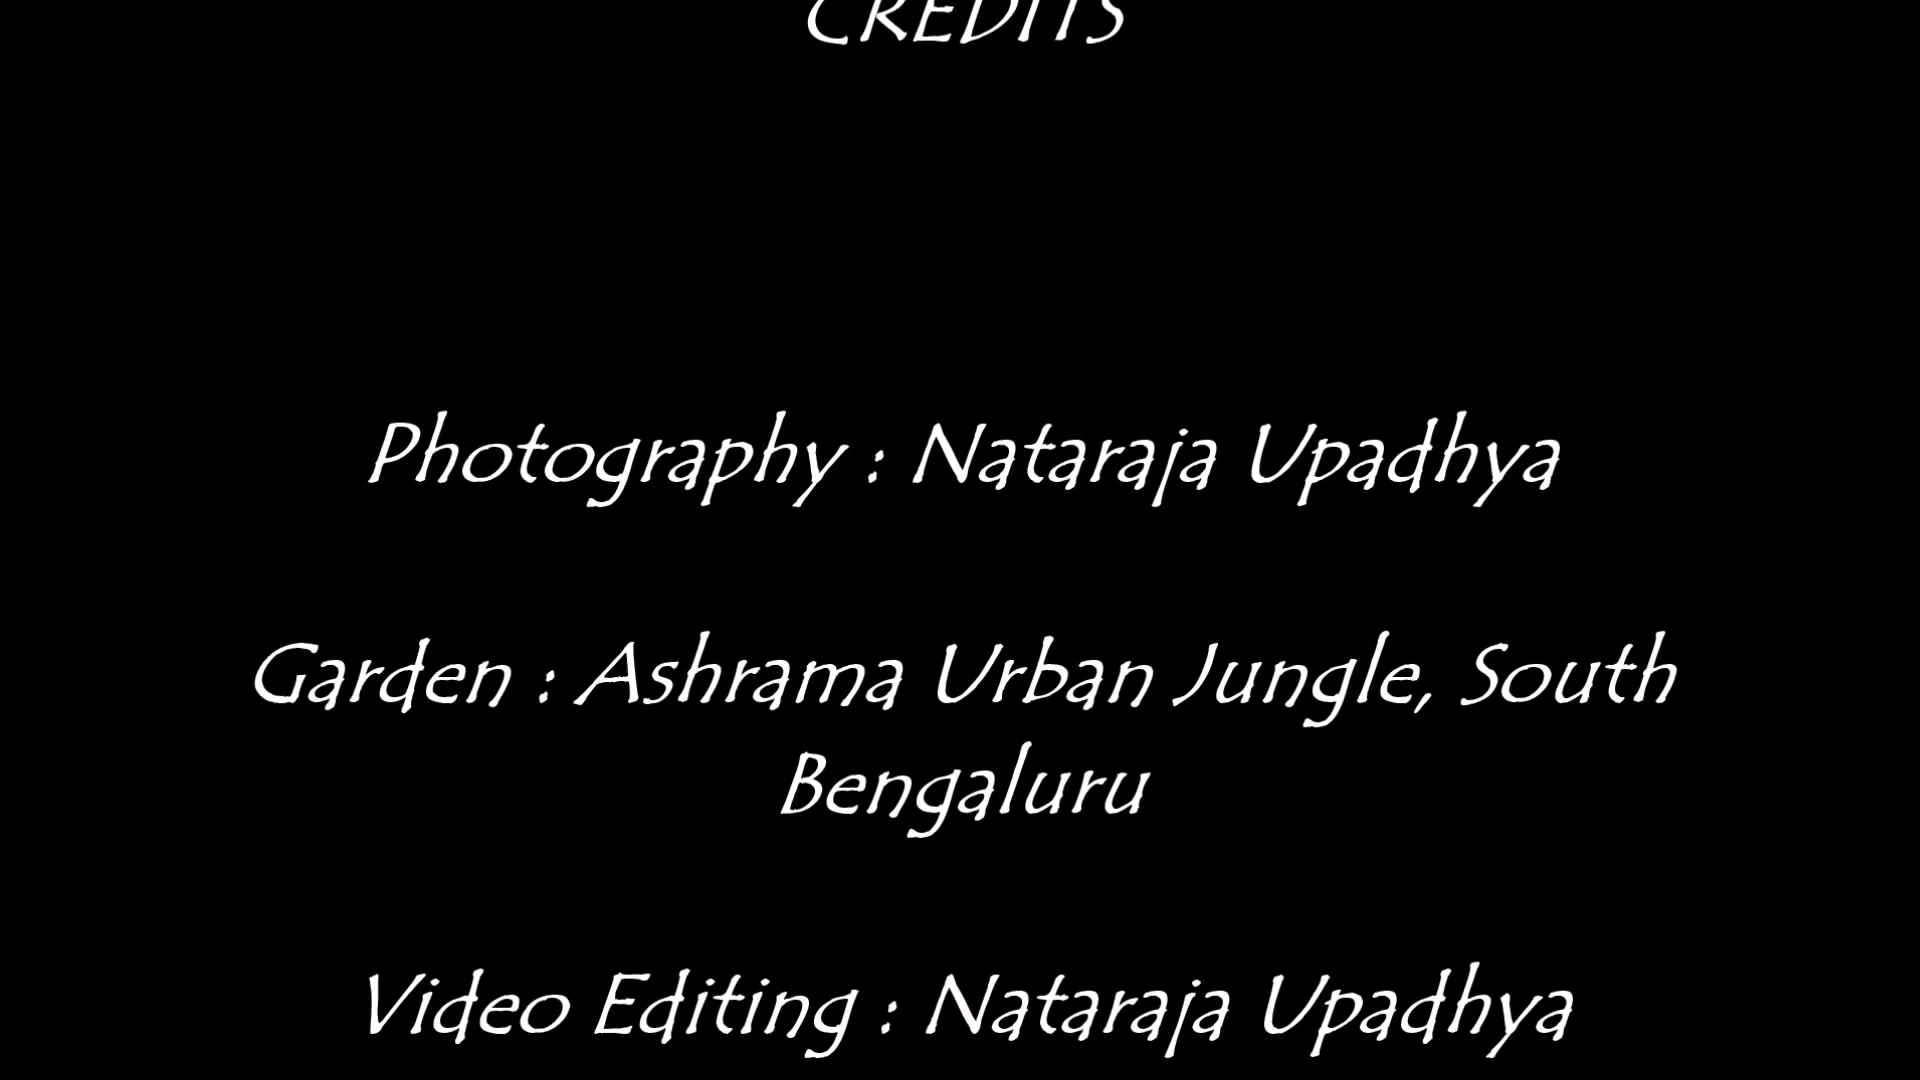 CREDITS
Photography : Nataraja Upadhya
Garden : Ashrama Urban Jungle, South
Bengaluru
Video Editing : Nataraja Upadhya